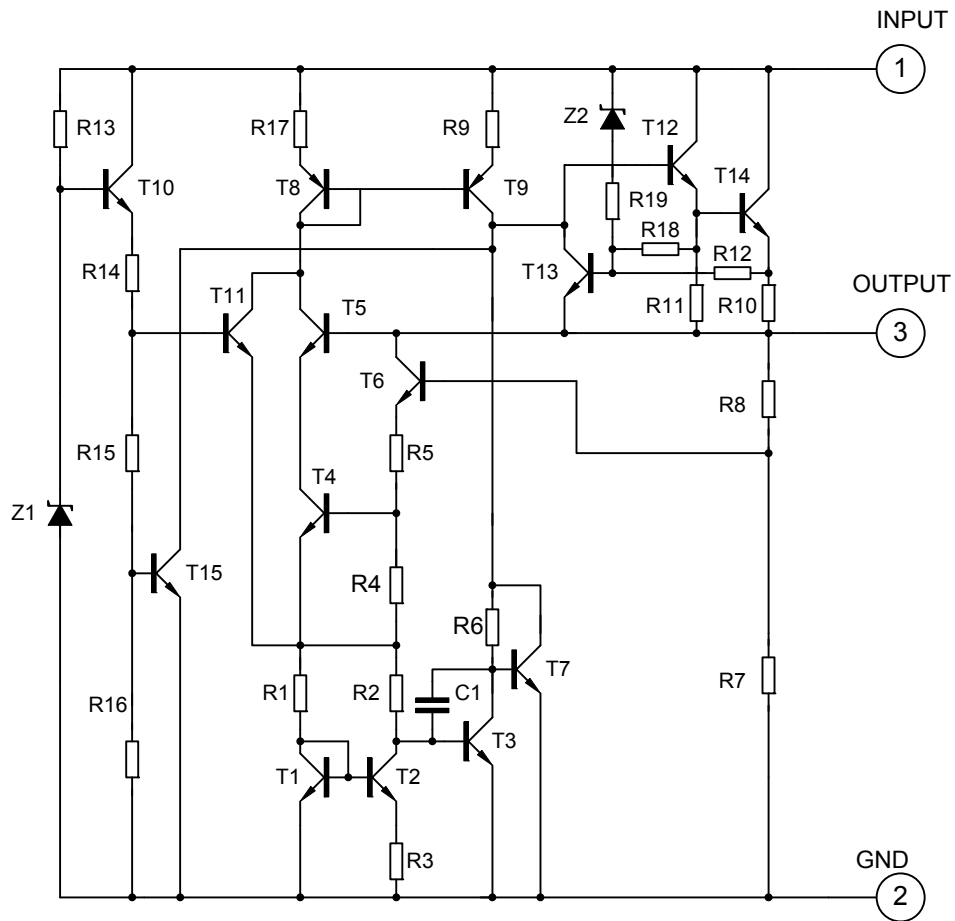 INPUT
1
R13
R17
R9
Z2
T12
T10
T8
T9
T14
R19
R18
R14
T13
R12
T11
T5
R11
R10
OUTPUT
3
T6
R8
R15
R5
T4
Z1
T15
R4
R6
R1
R2
C1
T7
R7
R16
T3
T1
T2
R3
GND
2